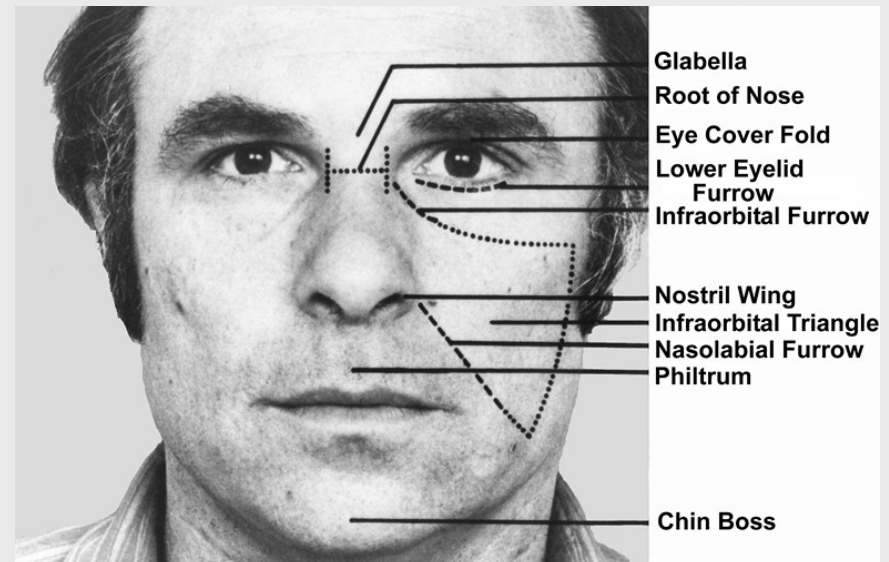 Glabella
Root of Nose
Eye Cover Fold
Lower Eyelid
Furrow
Infraorbital Furrow
Nostril Wing
Infraorbital Triangle
Nasolabial Furrow
Philtrum
Chin Boss